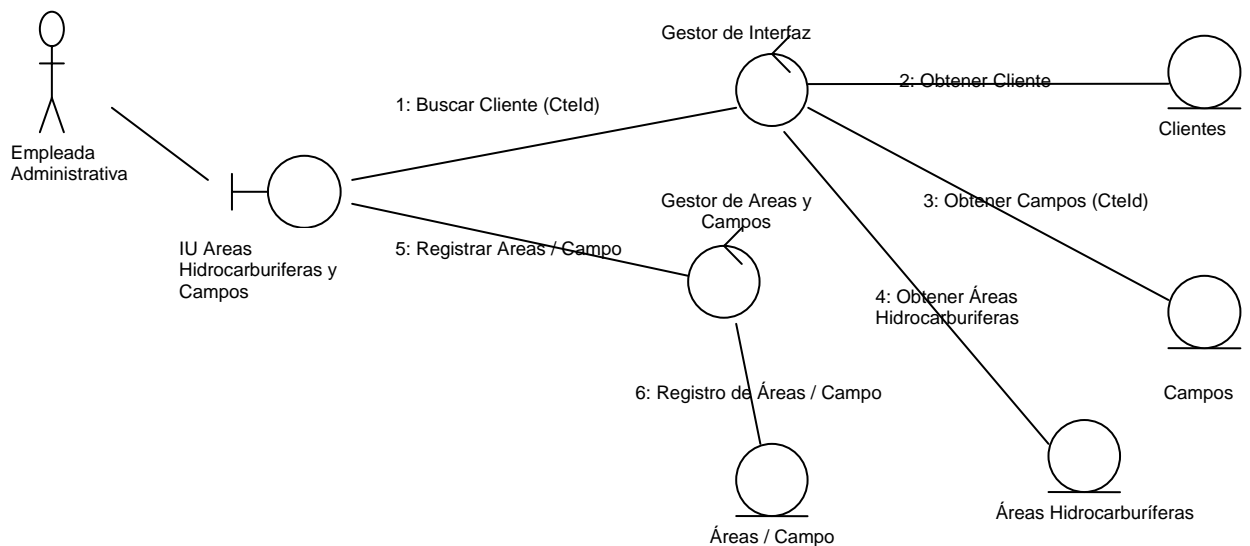 Gestor de Interfaz
2: Obtener Cliente
1: Buscar Cliente (CteId)
Clientes
Empleada
Administrativa
Gestor de Areas y
Campos
3: Obtener Campos (CteId)
IU Areas
Hidrocarburiferas y
Campos
5: Registrar Areas / Campo
4: Obtener Áreas
Hidrocarburiferas
6: Registro de Áreas / Campo
Campos
Áreas Hidrocarburíferas
Áreas / Campo